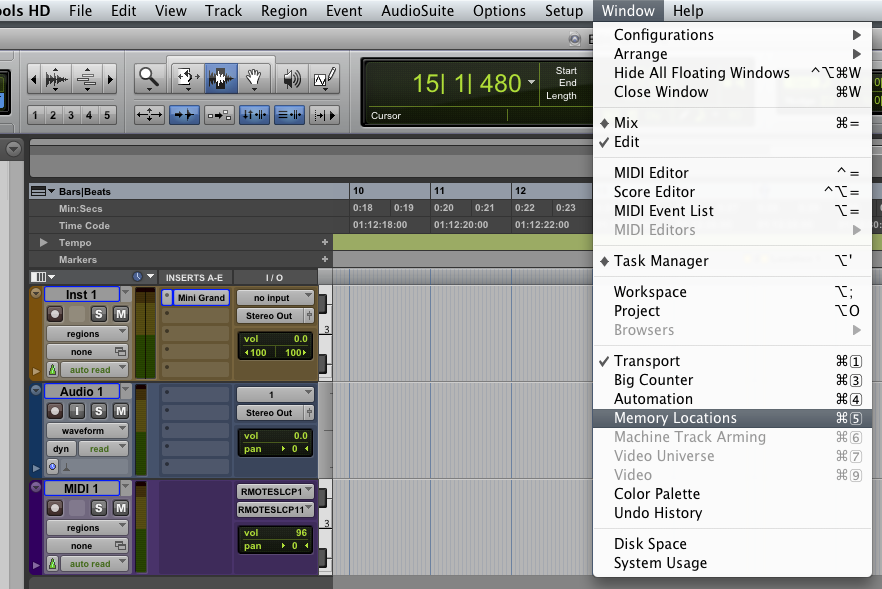 ools HD File Edit View Track Region Event AudioSuite Options Setup Window Help
Configurations
Arrange
Hide All Floating Windows ^⌥⌘W
Close Window ⌘W
Mix ⌘=
Edit
MIDI Editor ^=
Score Editor ^⌥=
MIDI Event List ⌥=
MIDI Editors
Task Manager ⌥'
Workspace ⌥;
Project ⌥O
Browsers
Transport ⌘1
Big Counter ⌘3
Automation ⌘4
Memory Locations ⌘5
Machine Track Arming ⌘6
Video Universe ⌘7
Video ⌘9
Color Palette
Undo History
Disk Space
System Usage
1 2 3 4 5
15| 1| 480
Start
End
Length
Cursor
Bars|Beats 10 11 12
Min:Secs 0:18 0:19 0:20 0:21 0:22 0:23
Time Code 01:12:18:00 01:12:20:00 01:12:22:00
Tempo
Markers
INSERTS A-E I / O
Inst 1
S M
regions
none
auto read
Mini Grand
no input
Stereo Out
vol 0.0
100 100
3
Audio 1
I S M
waveform
dyn read
1
Stereo Out
vol 0.0
pan 0
MIDI 1
S M
regions
none
auto read
RMOTESLCP1
RMOTESLCP11
vol 96
pan 0
3